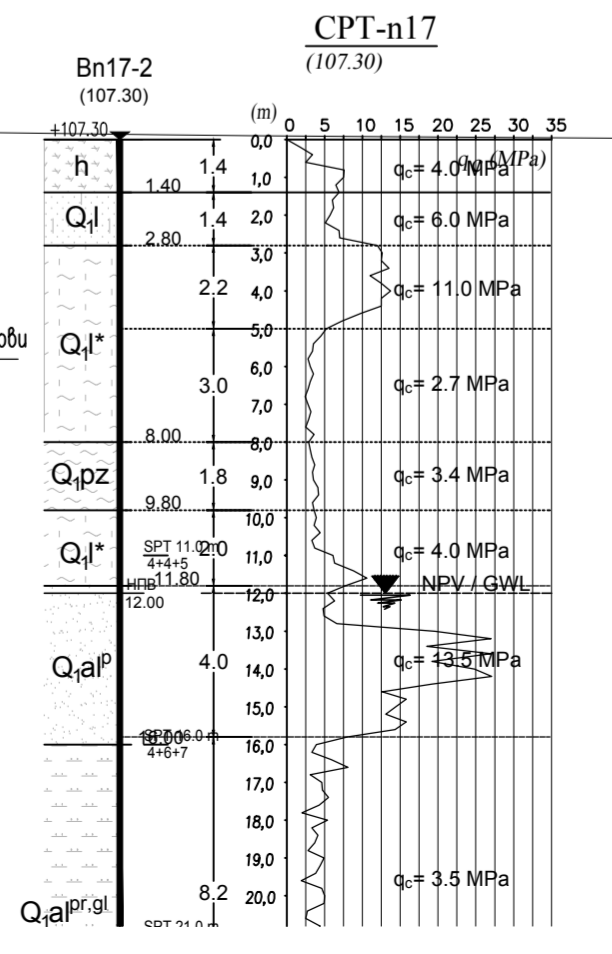 CPT-n17
(107.30)
Bn17-2
(107.30)
(m)
0 5 10 15 20 25 30 35
+107.30
0,0
qc (MPa)
h
1.4
1,0
qc= 4.0 MPa
1.40
Q₁l
1.4
2,0
qc= 6.0 MPa
2.80
3,0
2.2
4,0
qc= 11.0 MPa
5,0
ови
Q₁l*
6,0
3.0
qc= 2.7 MPa
7,0
8.00
8,0
Q₁pz
1.8
9,0
qc= 3.4 MPa
9.80
10,0
Q₁l*
SPT 11.0 m
2.0
11,0
qc= 4.0 MPa
4+4+5
11.80
НПВ
NPV / GWL
12.00
12,0
13,0
Q₁alᵖ
4.0
14,0
qc= 13.5 MPa
15,0
16.00
SPT 16.0 m
16,0
4+6+7
17,0
18,0
19,0
8.2
20,0
qc= 3.5 MPa
Q₁alᵖʳ,ᵍˡ
SPT 21.0 m